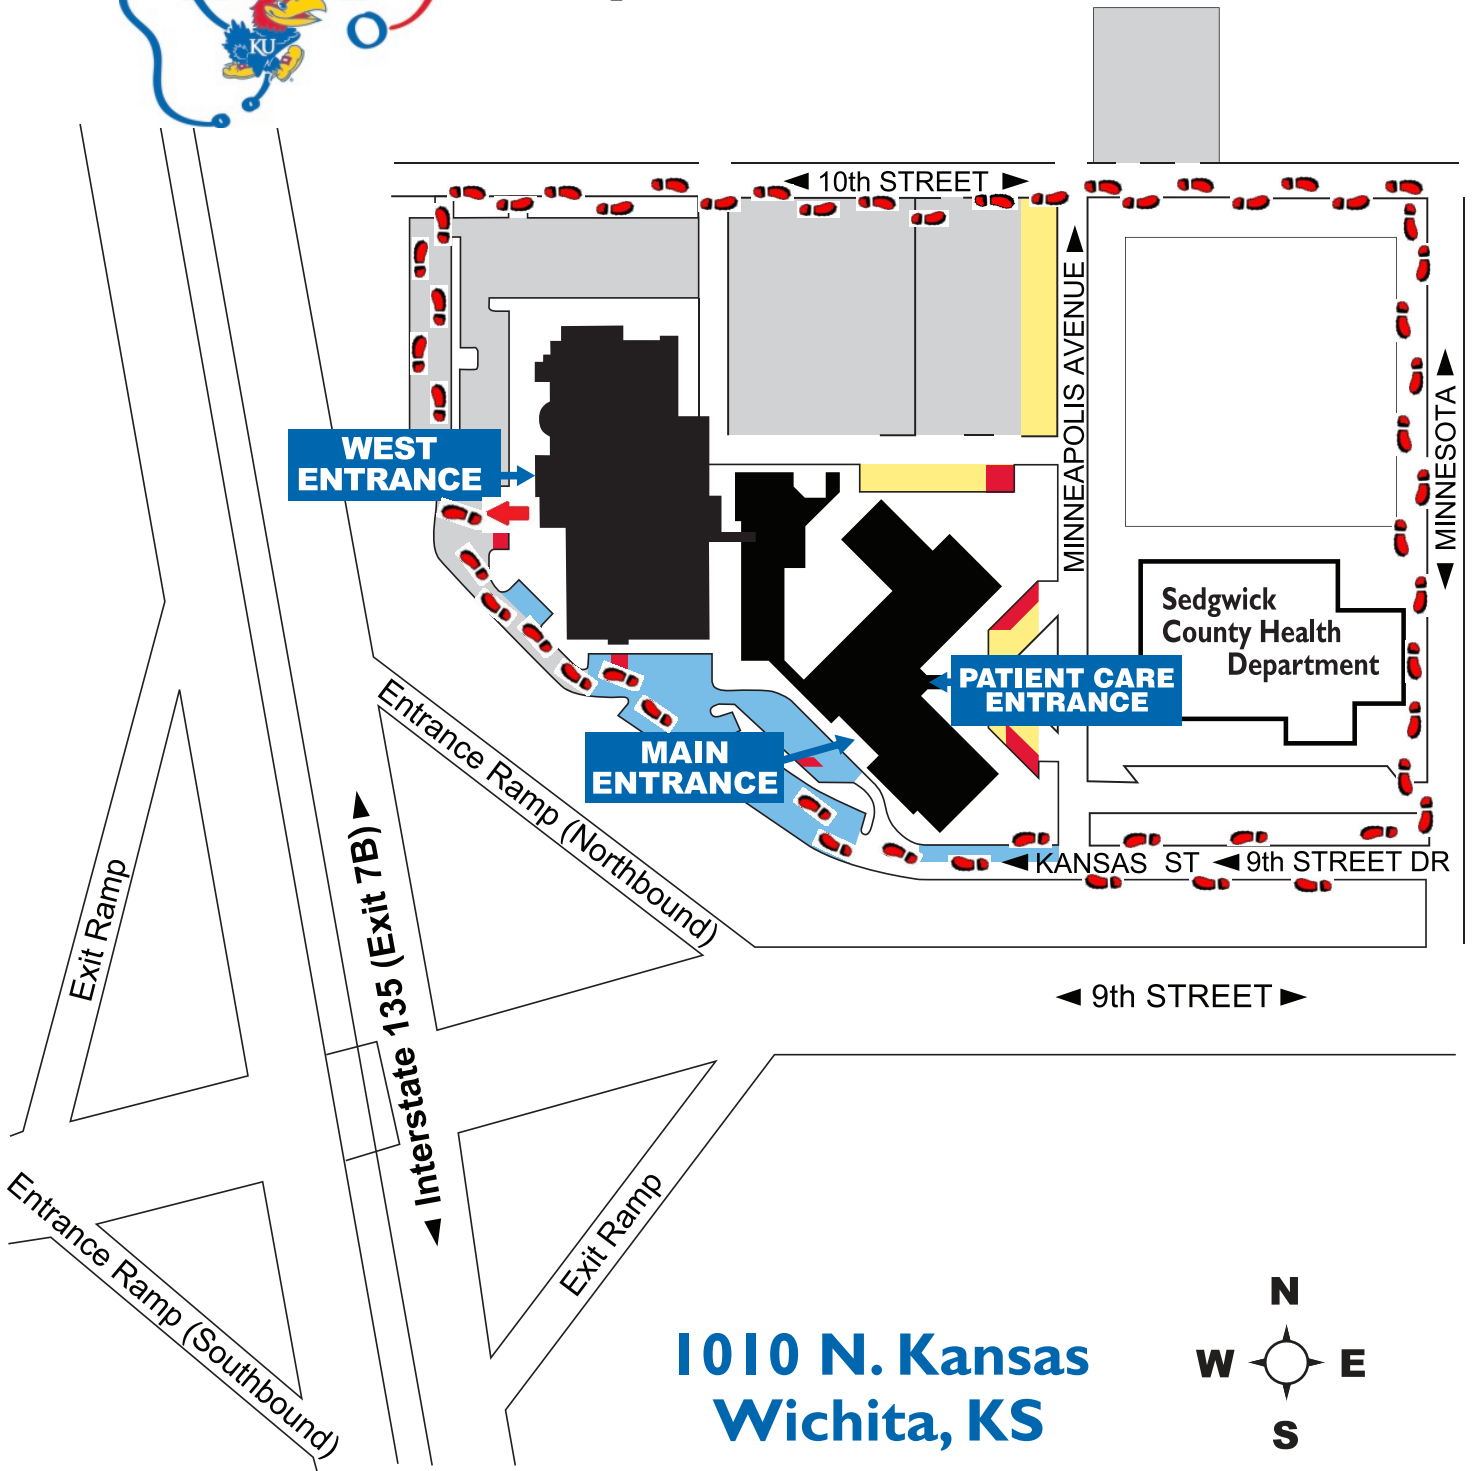 KU
◄ 10th STREET ►
MINNEAPOLIS AVENUE ►
◄ MINNESOTA ►
WEST
ENTRANCE
Sedgwick
County Health
Department
PATIENT CARE
ENTRANCE
MAIN
ENTRANCE
◄ KANSAS ST ◄ 9th STREET DR
Entrance Ramp (Northbound)
Exit Ramp
◄ Interstate 135 (Exit 7B) ►
◄ 9th STREET ►
Entrance Ramp (Southbound)
Exit Ramp
1010 N. Kansas
Wichita, KS
N
W E
S